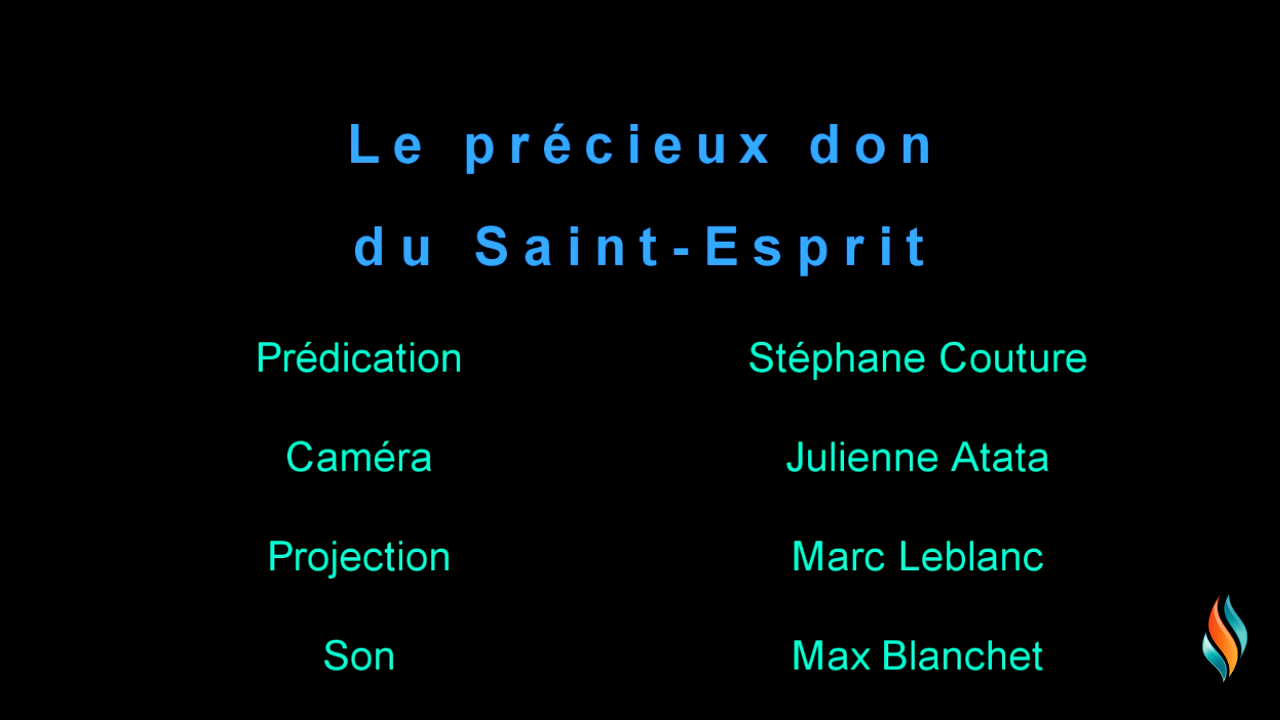 Le précieux don
du Saint-Esprit
Prédication Stéphane Couture
Caméra Julienne Atata
Projection Marc Leblanc
Son Max Blanchet